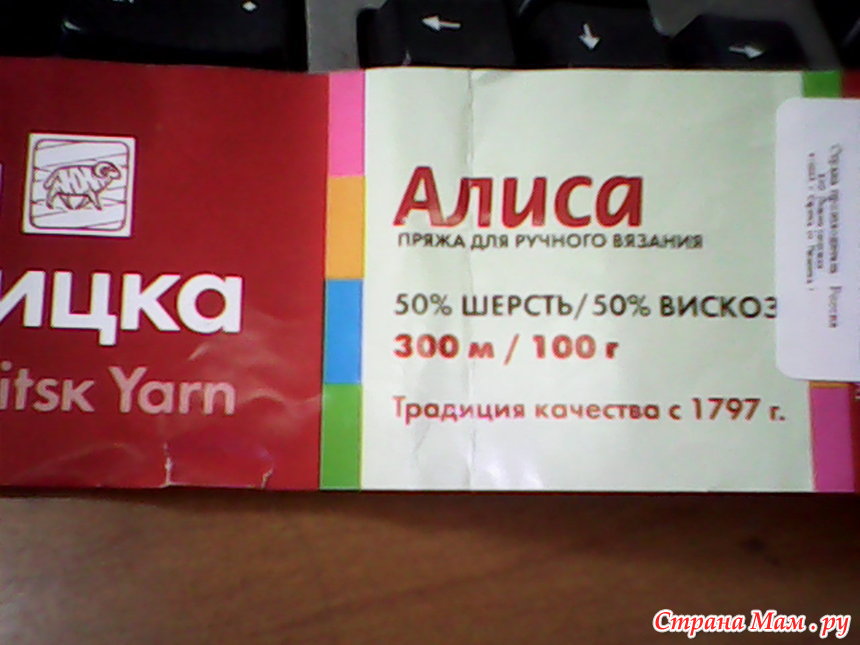 ицка
itsk Yarn
Алиса
ПРЯЖА ДЛЯ РУЧНОГО ВЯЗАНИЯ
50% ШЕРСТЬ/50% ВИСКОЗ
300 м / 100 г
Традиция качества с 1797 г.
Россия
Страна Мам.ру